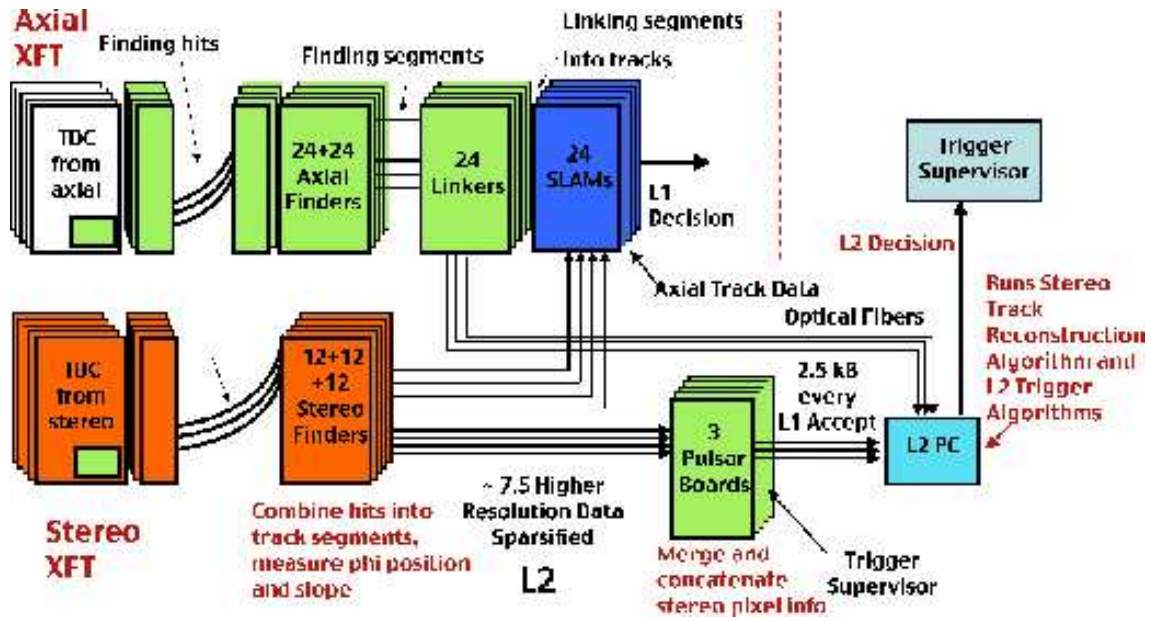 Axial
XFT
Finding hits
Finding segments
Linking segments
Into tracks
TDC
from
axial
24+24
Axial
Finders
24
Linkers
24
SLAMs
L1
Decision
Trigger
Supervisor
L2 Decision
Axial Track Data
Optical Fibers
Runs Stereo
Track
Reconstruction
Algorithm and
L2 Trigger
Algorithms
TDC
from
stereo
12+12
+12
Stereo
Finders
2.5 kB
every
L1 Accept
3
Pulsar
Boards
L2 PC
Stereo
XFT
Combine hits into
track segments,
measure phi position
and slope
~ 7.5 Higher
Resolution Data
Sparsified
L2
Merge and
concatenate
stereo pixel info
Trigger
Supervisor